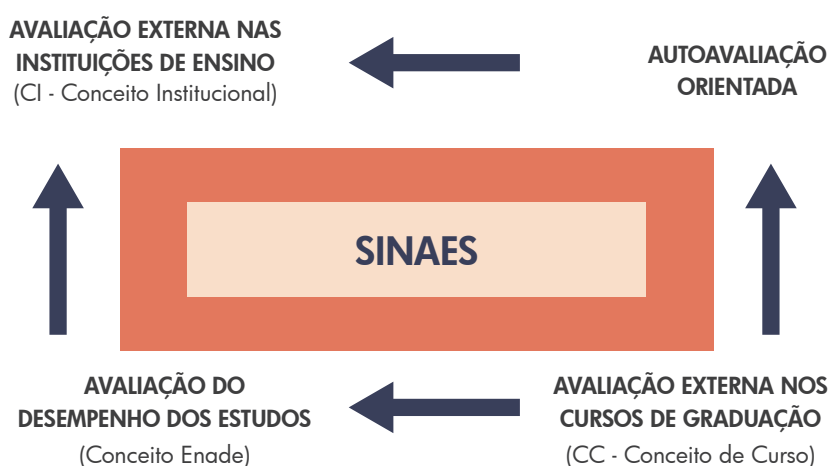 AVALIAÇÃO EXTERNA NAS
INSTITUIÇÕES DE ENSINO
(CI - Conceito Institucional)
AUTOAVALIAÇÃO
ORIENTADA
SINAES
AVALIAÇÃO DO
DESEMPENHO DOS ESTUDOS
(Conceito Enade)
AVALIAÇÃO EXTERNA NOS
CURSOS DE GRADUAÇÃO
(CC - Conceito de Curso)